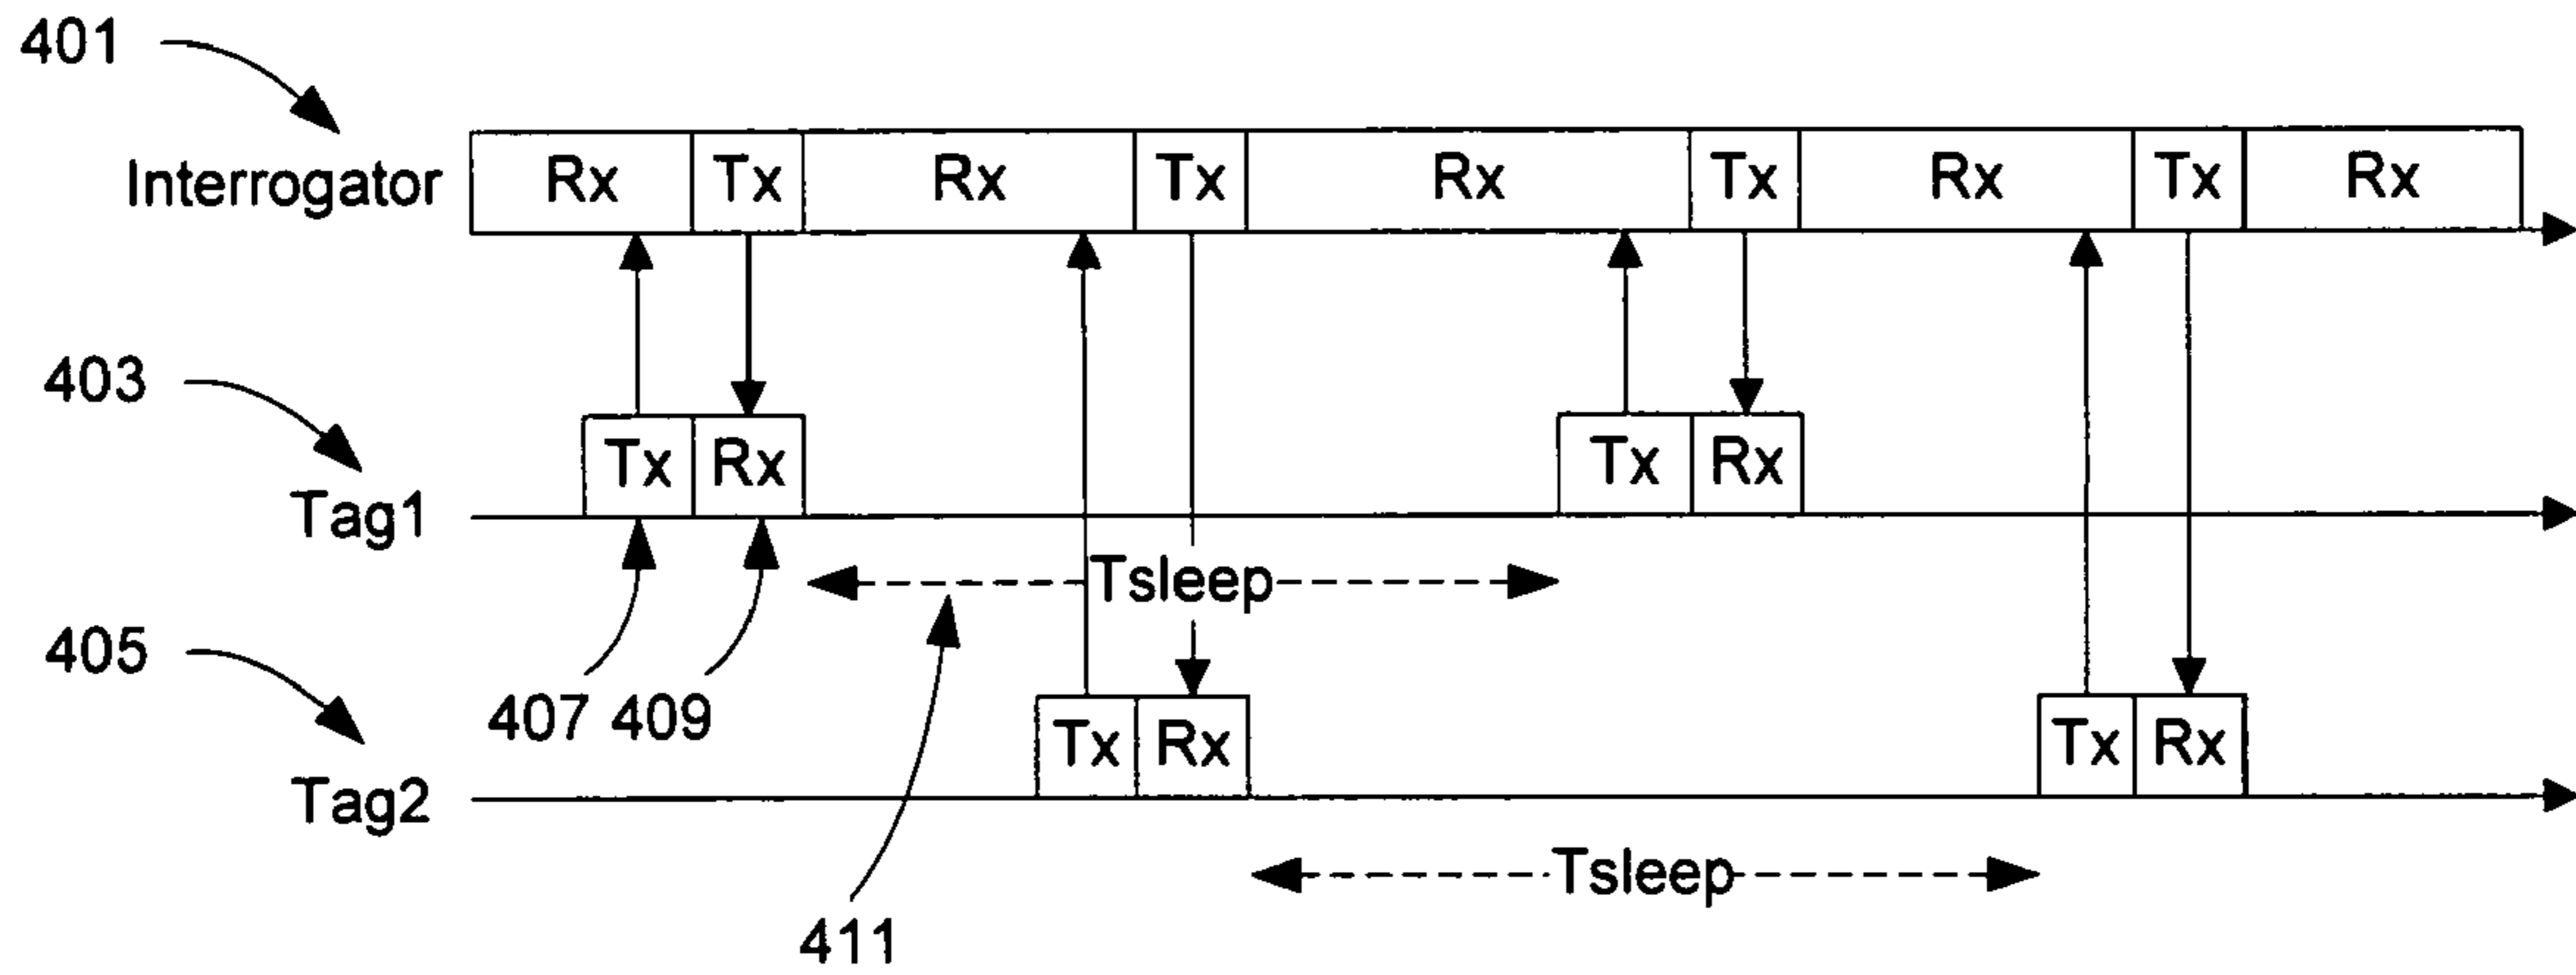 401
Interrogator Rx Tx Rx Tx Rx Tx Rx Tx Rx
403
Tag1 Tx Rx Tx Rx
Tsleep
405
407 409
Tag2 Tx Rx Tx Rx
Tsleep
411